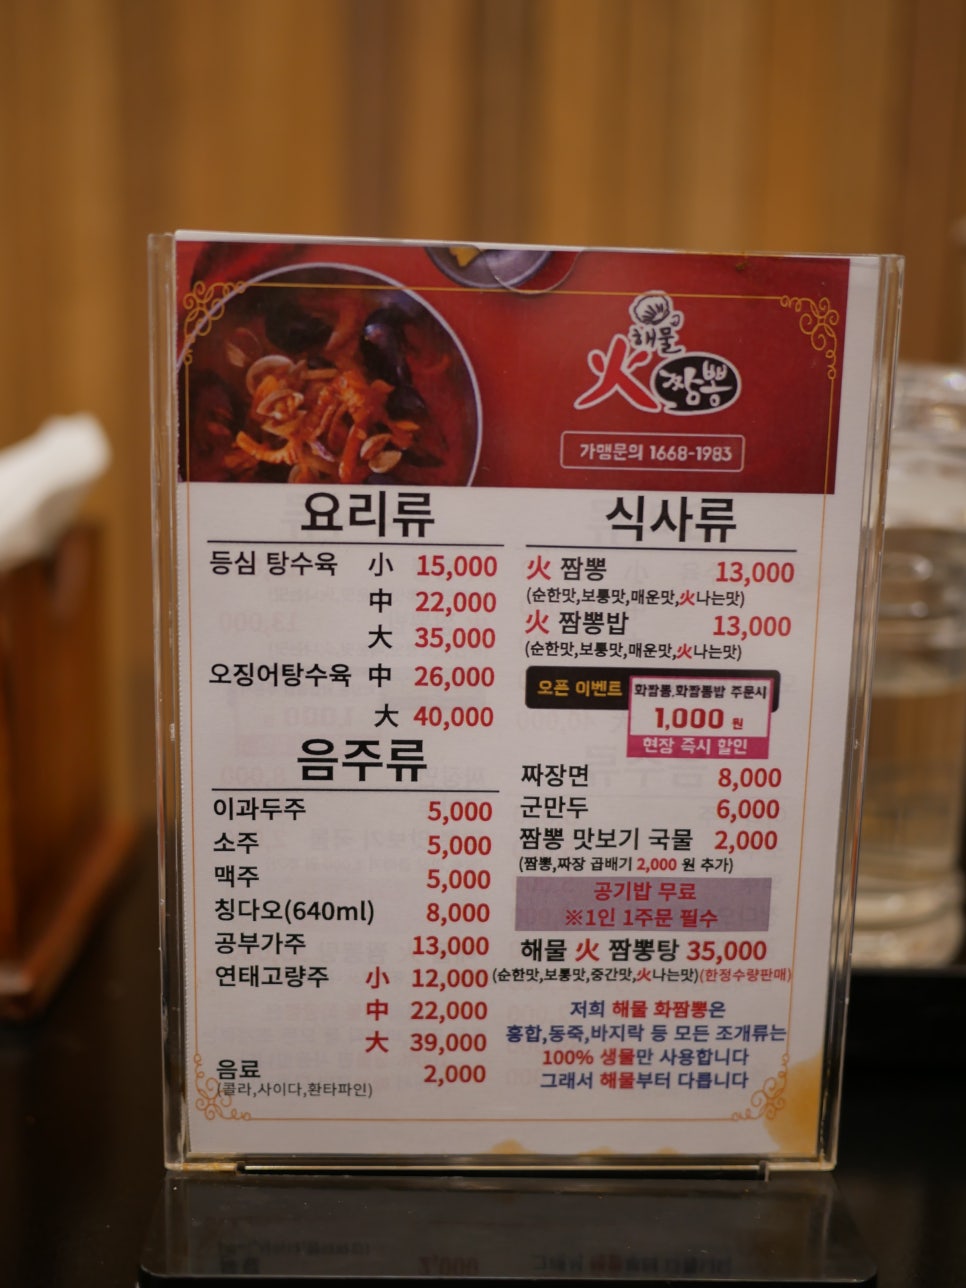 해물
火 짬뽕
가맹문의 1668-1983
요리류
등심 탕수육 小 15,000
中 22,000
大 35,000
오징어탕수육 中 26,000
大 40,000
음주류
이과두주 5,000
소주 5,000
맥주 5,000
칭다오(640ml) 8,000
공부가주 13,000
연태고량주 小 12,000
中 22,000
大 39,000
음료 2,000
(콜라,사이다,환타파인)
식사류
火 짬뽕 13,000
(순한맛,보통맛,매운맛,火나는맛)
火 짬뽕밥 13,000
(순한맛,보통맛,매운맛,火나는맛)
오픈 이벤트
화짬뽕,화짬뽕밥 주문시
1,000 원
현장 즉시 할인
짜장면 8,000
군만두 6,000
짬뽕 맛보기 국물 2,000
(짬뽕,짜장 곱배기 2,000 원 추가)
공기밥 무료
※1인 1주문 필수
해물 火 짬뽕탕 35,000
(순한맛,보통맛,중간맛,火나는맛)(한정수량판매)
저희 해물 화짬뽕은
홍합,동죽,바지락 등 모든 조개류는
100% 생물만 사용합니다
그래서 해물부터 다릅니다